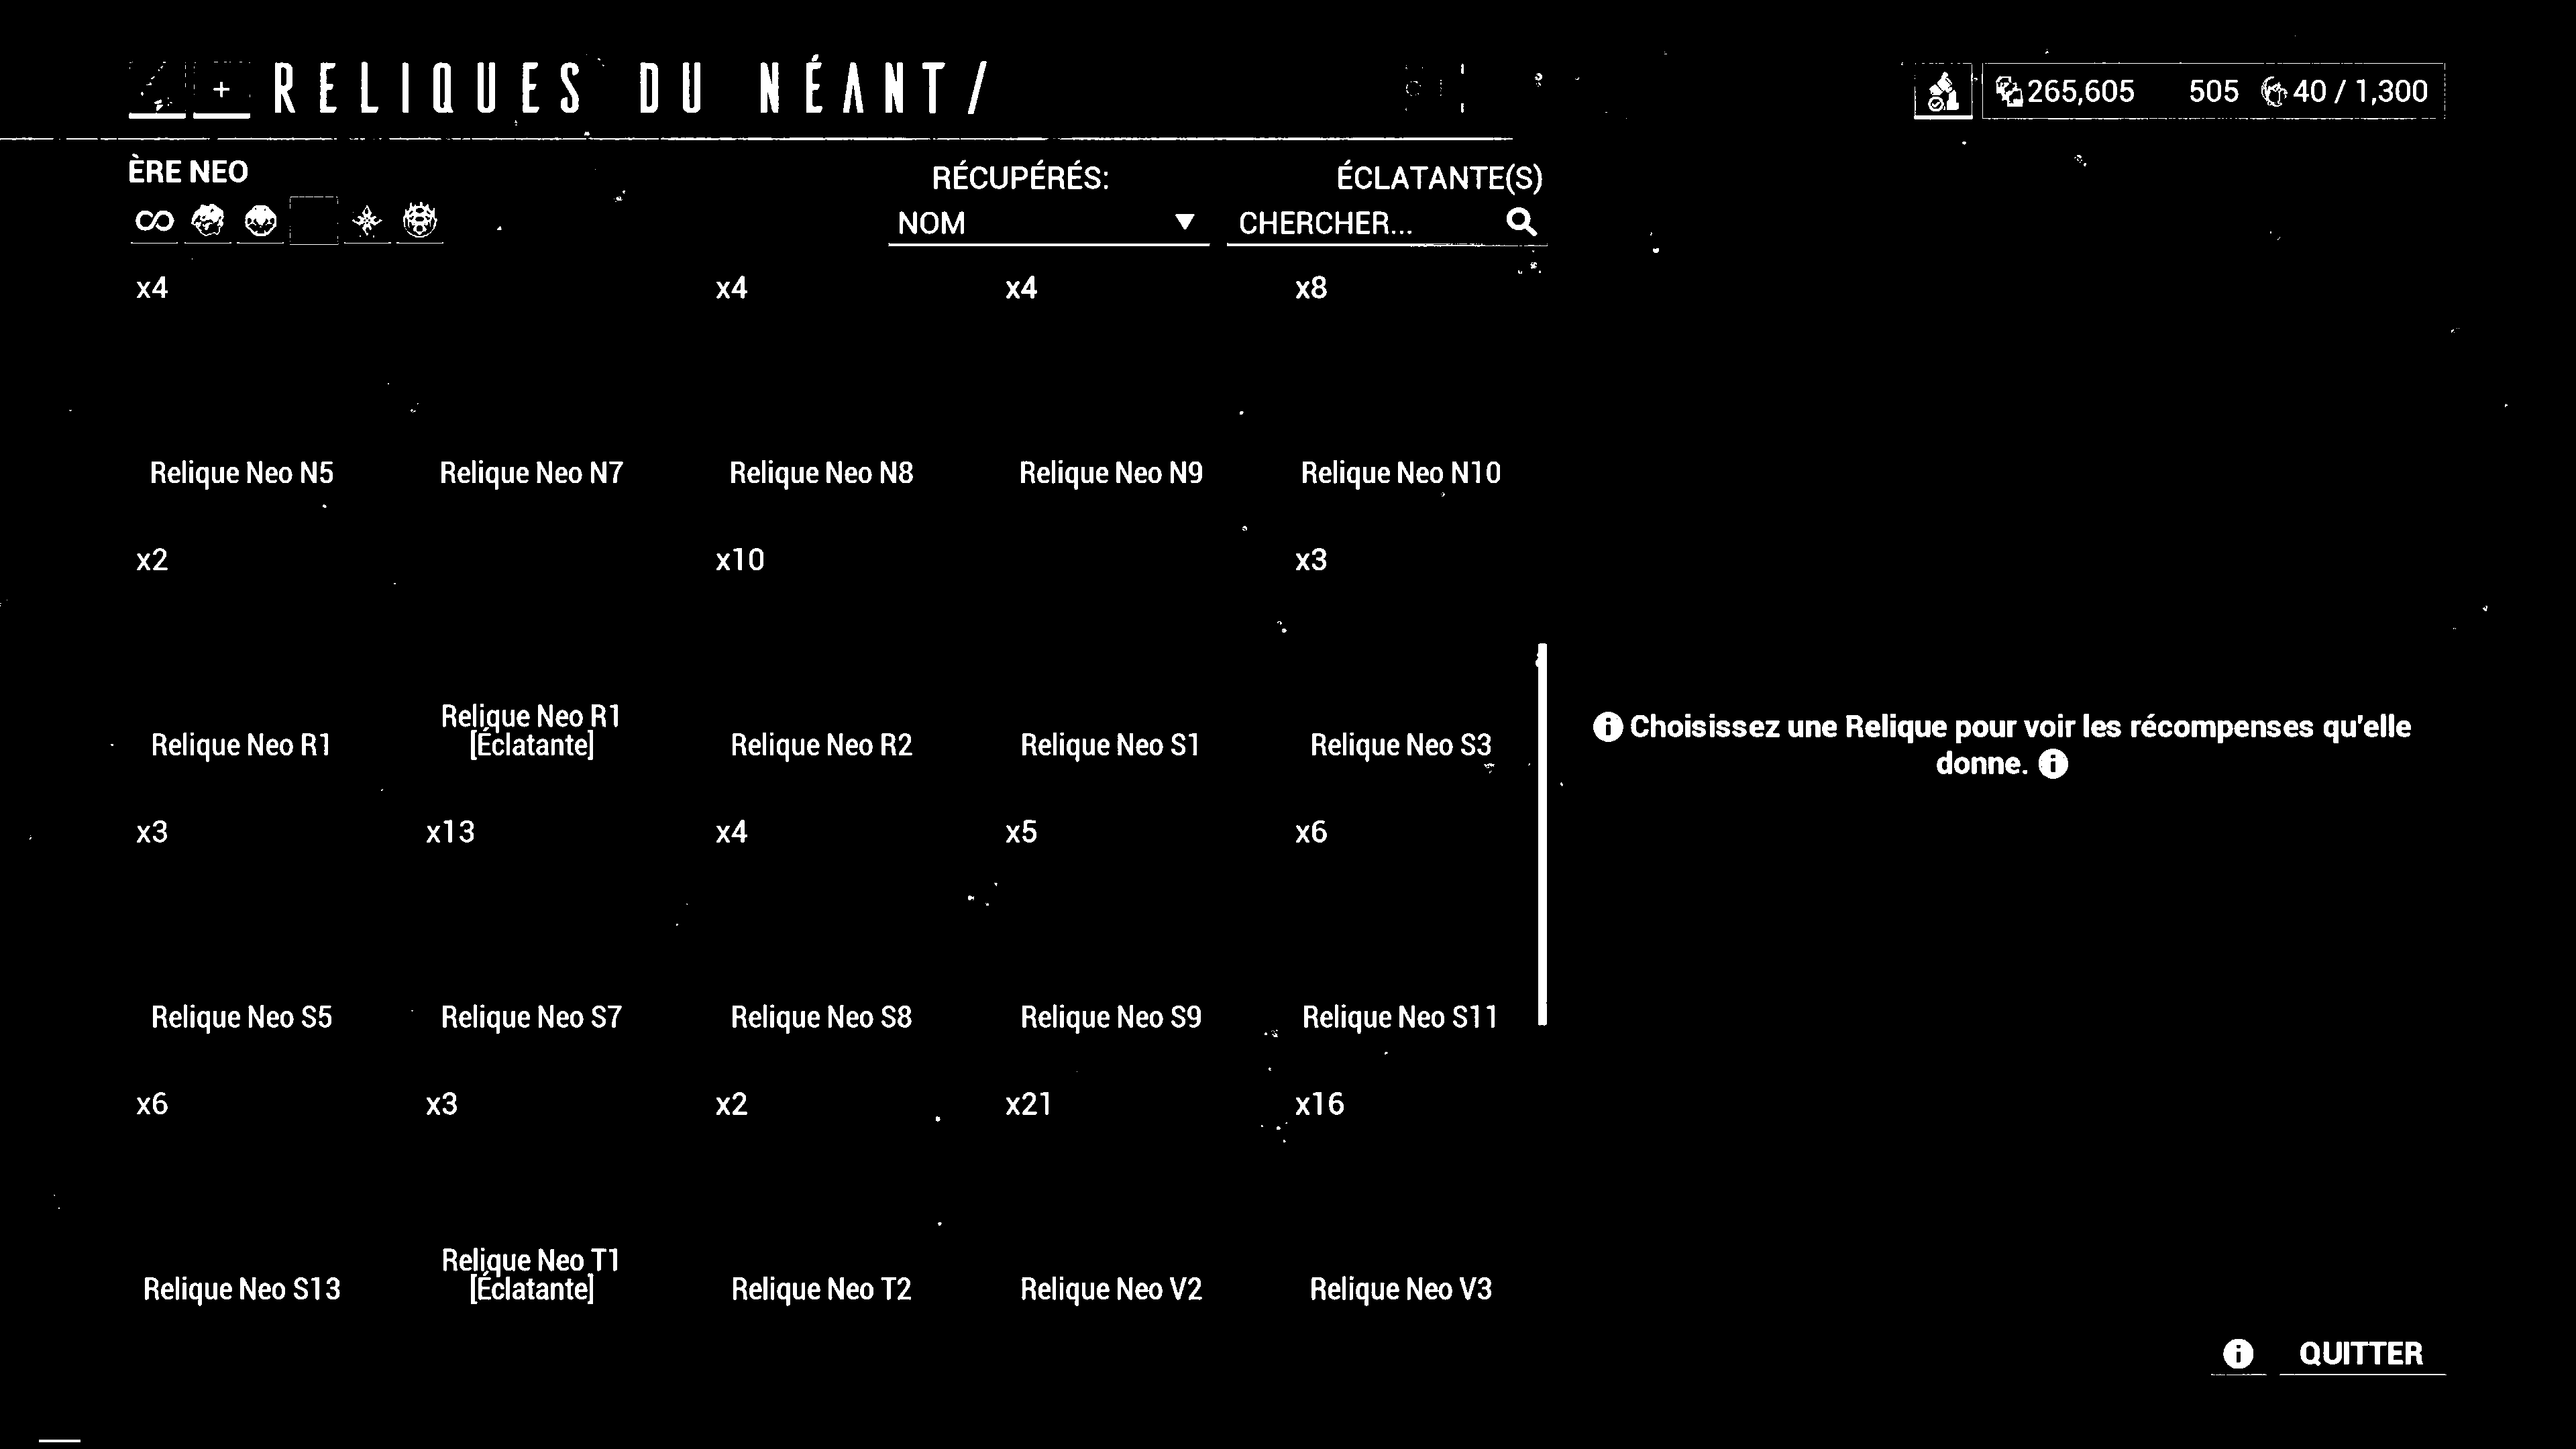 RELIQUES DU NÉANT/
265,605 505 40 / 1,300
ÈRE NEO
RÉCUPÉRÉS: ÉCLATANTE(S)
NOM CHERCHER...
x4 x4 x4 x8
Relique Neo N5 Relique Neo N7 Relique Neo N8 Relique Neo N9 Relique Neo N10
x2 x10 x3
Relique Neo R1 Relique Neo R1 [Éclatante] Relique Neo R2 Relique Neo S1 Relique Neo S3
x3 x13 x4 x5 x6
Relique Neo S5 Relique Neo S7 Relique Neo S8 Relique Neo S9 Relique Neo S11
x6 x3 x2 x21 x16
Relique Neo S13 Relique Neo T1 [Éclatante] Relique Neo T2 Relique Neo V2 Relique Neo V3
Choisissez une Relique pour voir les récompenses qu'elle
donne.
QUITTER